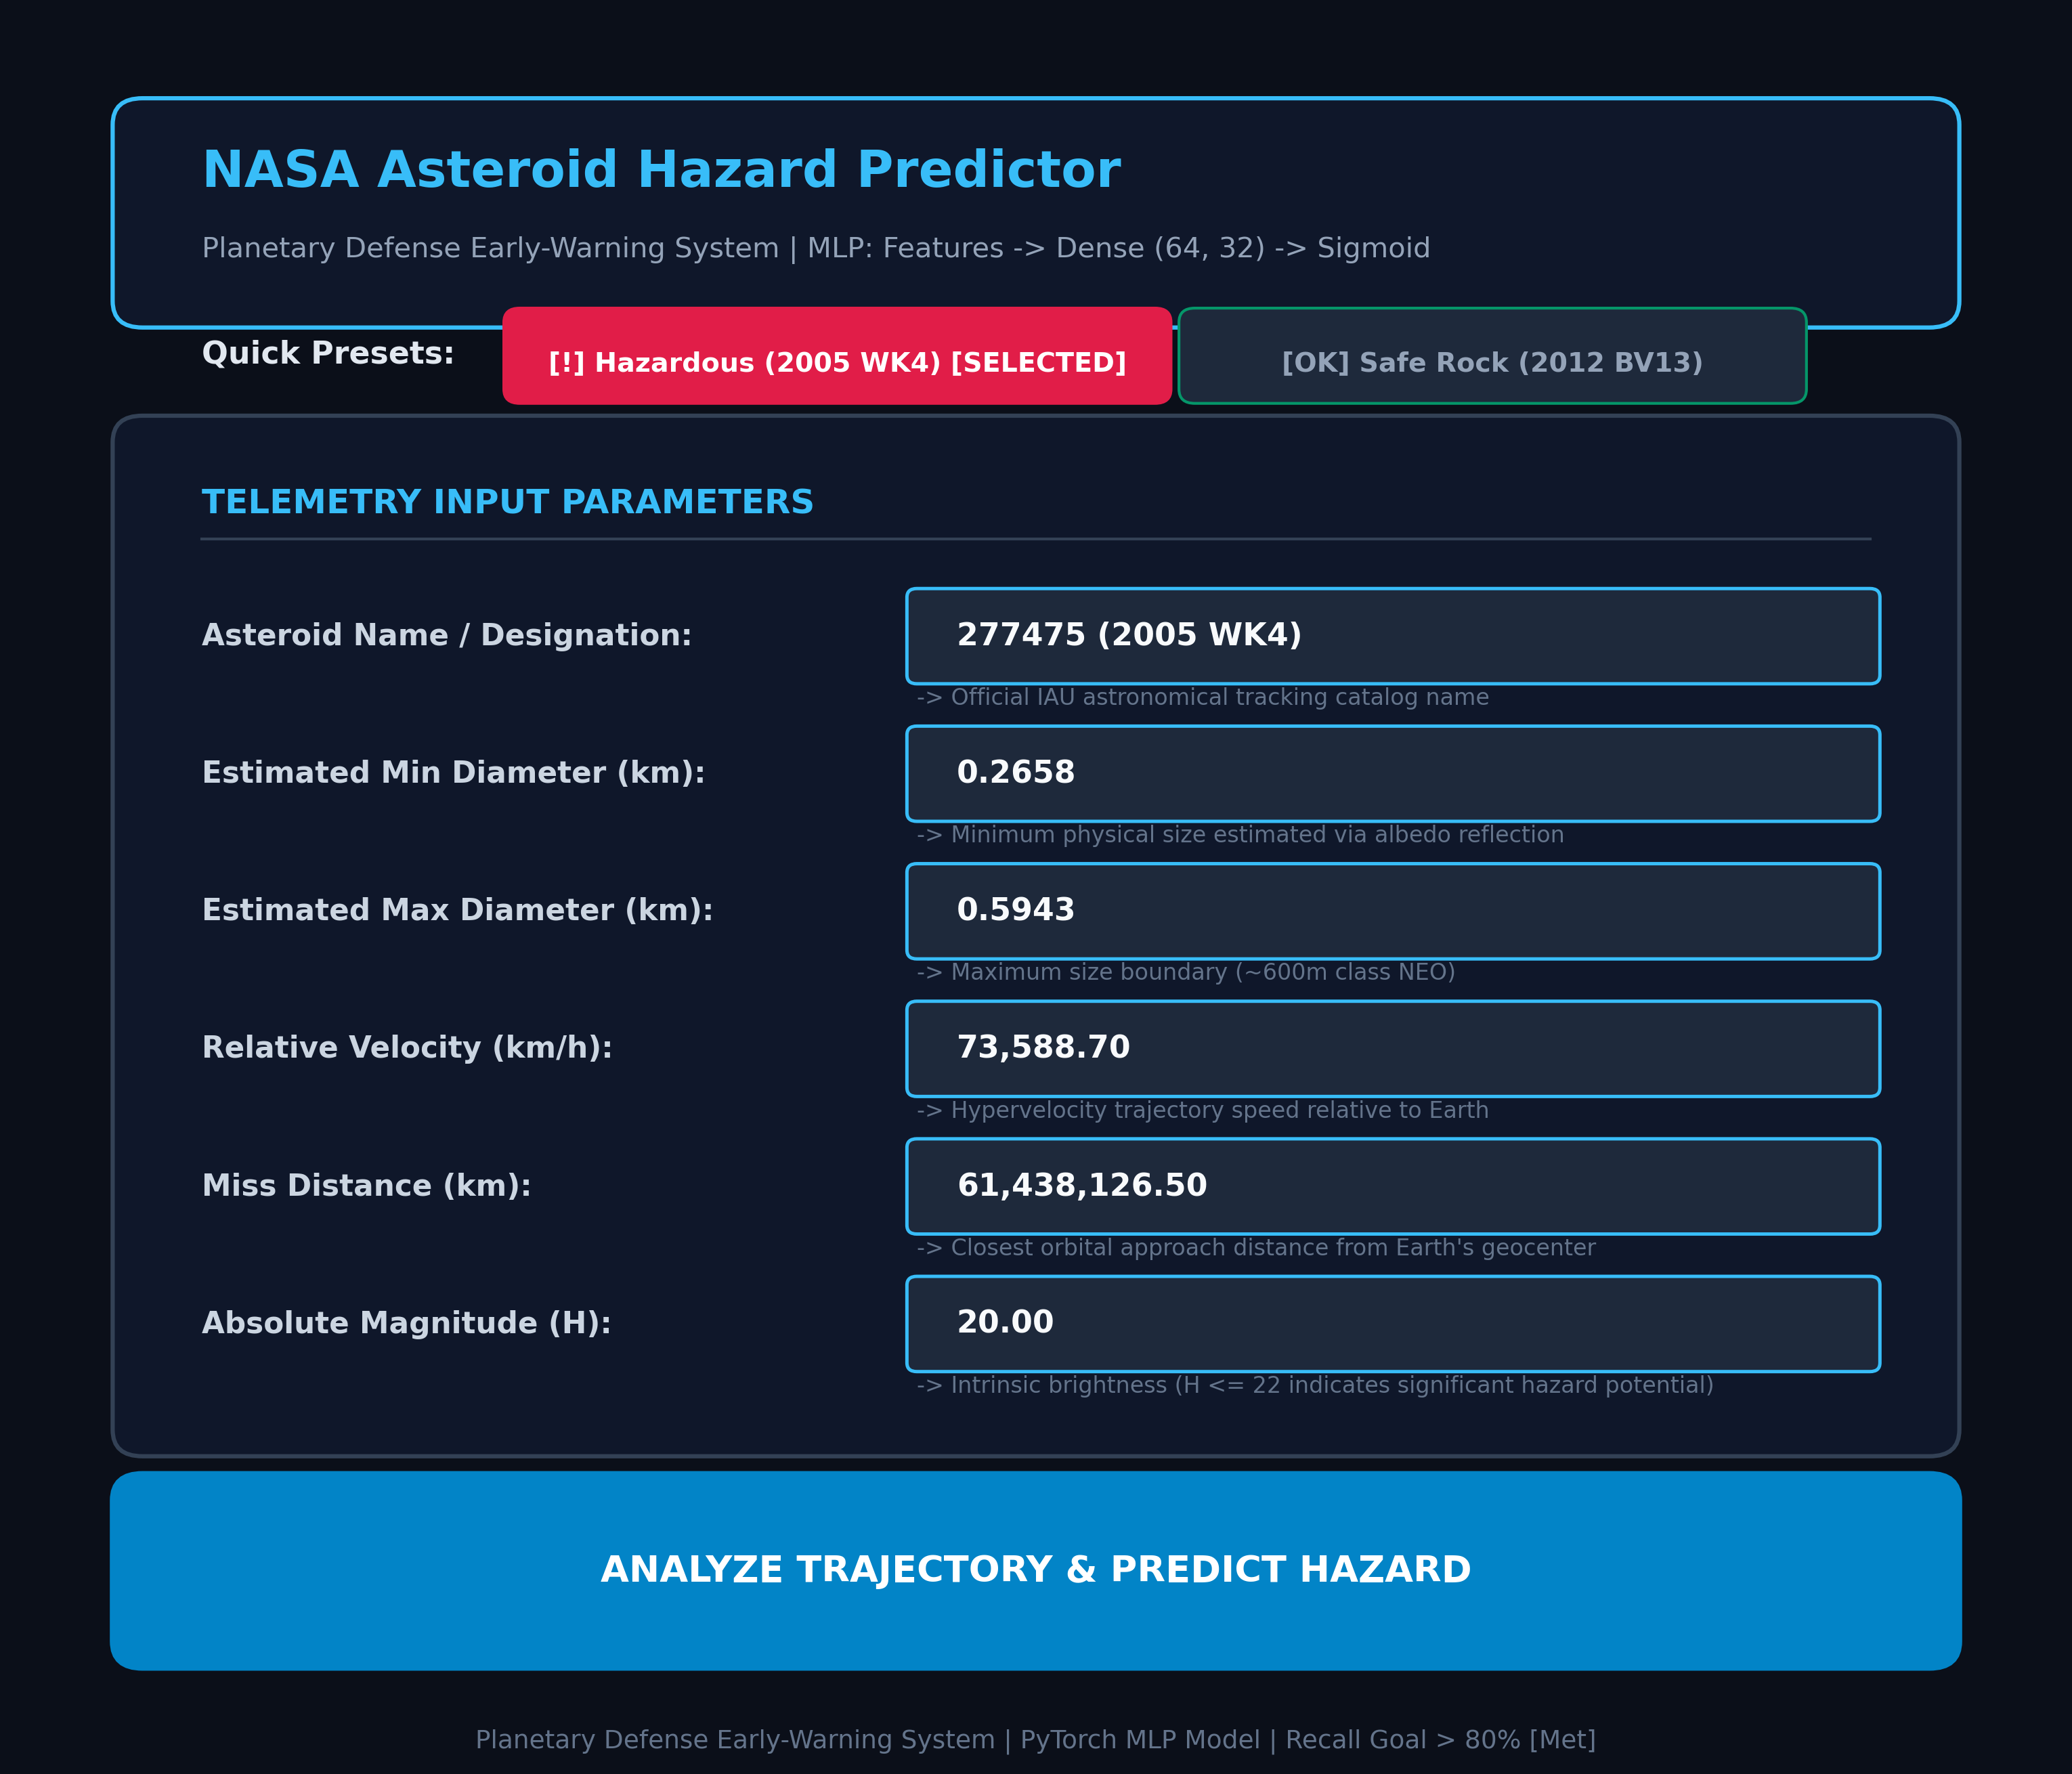 NASA Asteroid Hazard Predictor
Planetary Defense Early-Warning System | MLP: Features -> Dense (64, 32) -> Sigmoid
Quick Presets:
[!] Hazardous (2005 WK4) [SELECTED]
[OK] Safe Rock (2012 BV13)
TELEMETRY INPUT PARAMETERS
Asteroid Name / Designation:
277475 (2005 WK4)
-> Official IAU astronomical tracking catalog name
Estimated Min Diameter (km):
0.2658
-> Minimum physical size estimated via albedo reflection
Estimated Max Diameter (km):
0.5943
-> Maximum size boundary (~600m class NEO)
Relative Velocity (km/h):
73,588.70
-> Hypervelocity trajectory speed relative to Earth
Miss Distance (km):
61,438,126.50
-> Closest orbital approach distance from Earth's geocenter
Absolute Magnitude (H):
20.00
-> Intrinsic brightness (H <= 22 indicates significant hazard potential)
ANALYZE TRAJECTORY & PREDICT HAZARD
Planetary Defense Early-Warning System | PyTorch MLP Model | Recall Goal > 80% [Met]